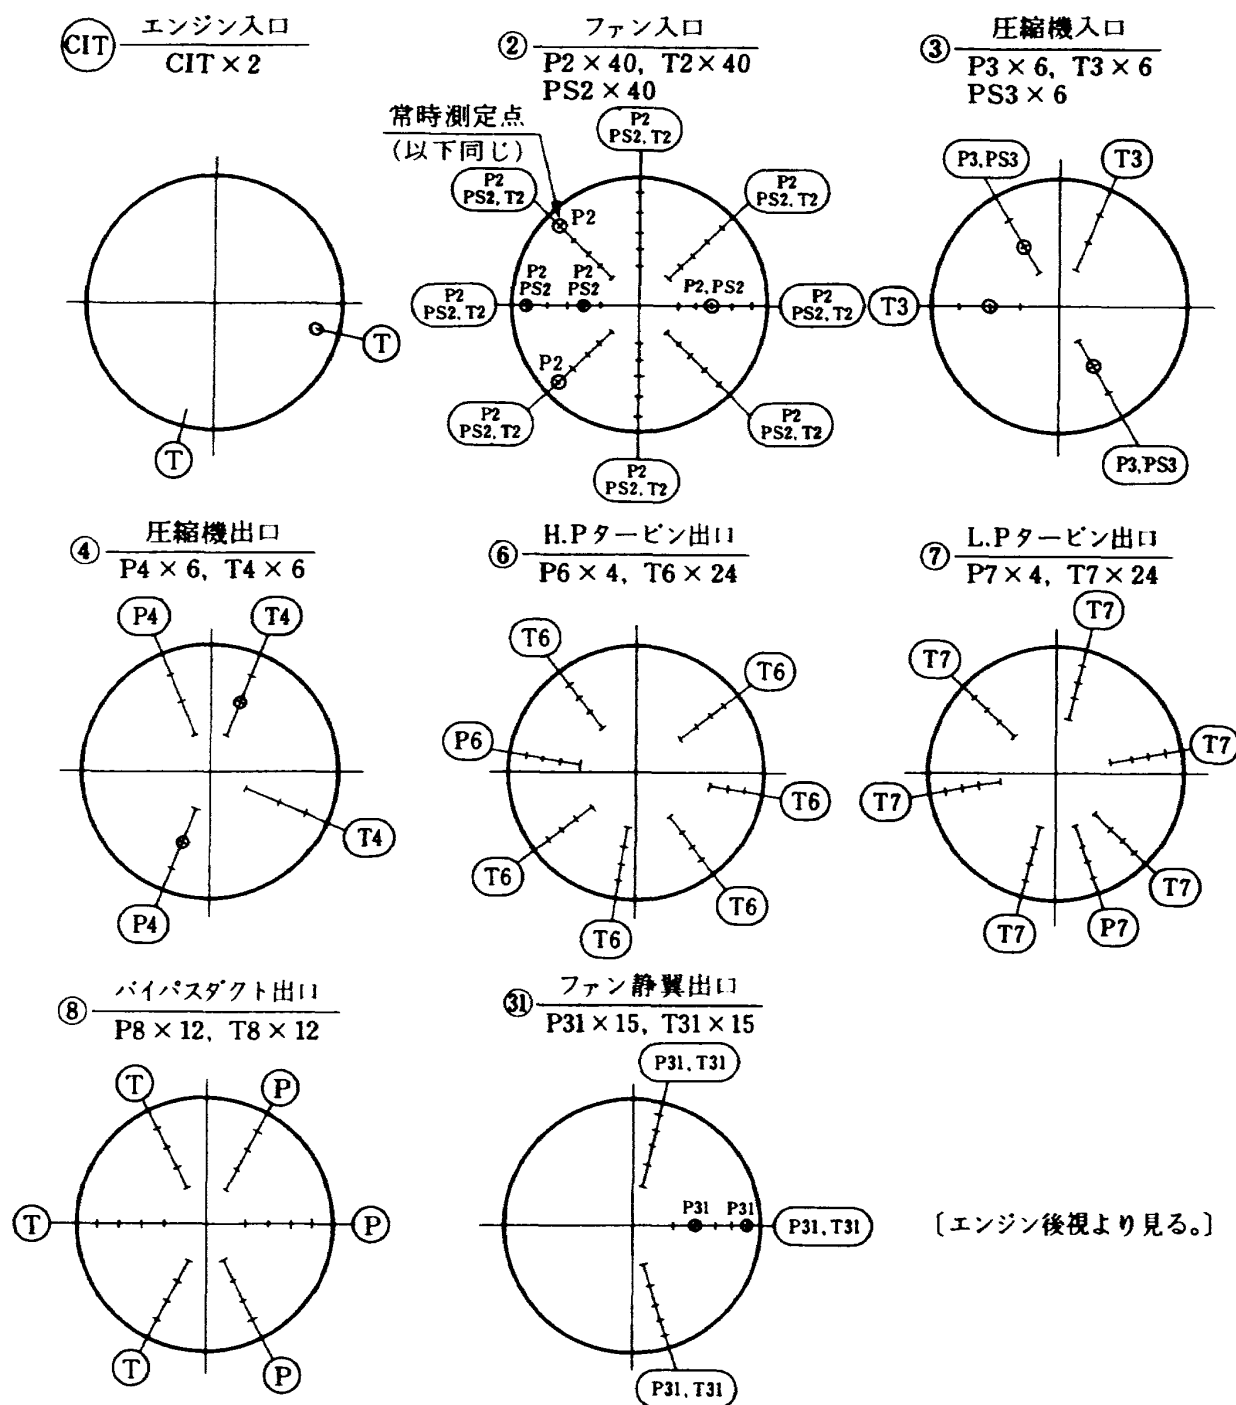 CIT エンジン入口
CIT × 2
T
T
② ファン入口
P2 × 40, T2 × 40
PS2 × 40
常時測定点
(以下同じ)
P2
PS2, T2
P2
PS2, T2
P2
PS2, T2
P2
P2
PS2
P2
PS2
P2, PS2
P2
PS2, T2
P2
PS2, T2
P2
P2
PS2, T2
P2
PS2, T2
P2
PS2, T2
③ 圧縮機入口
P3 × 6, T3 × 6
PS3 × 6
P3, PS3
T3
T3
P3, PS3
④ 圧縮機出口
P4 × 6, T4 × 6
P4
T4
T4
P4
⑥ H.Pタービン出口
P6 × 4, T6 × 24
T6
T6
P6
T6
T6
T6
T6
⑦ L.Pタービン出口
P7 × 4, T7 × 24
T7
T7
T7
T7
T7
P7
T7
⑧ バイパスダクト出口
P8 × 12, T8 × 12
T
P
T
P
T
P
㉛ ファン静翼出口
P31 × 15, T31 × 15
P31, T31
P31
P31
P31, T31
P31, T31
〔エンジン後視より見る。〕